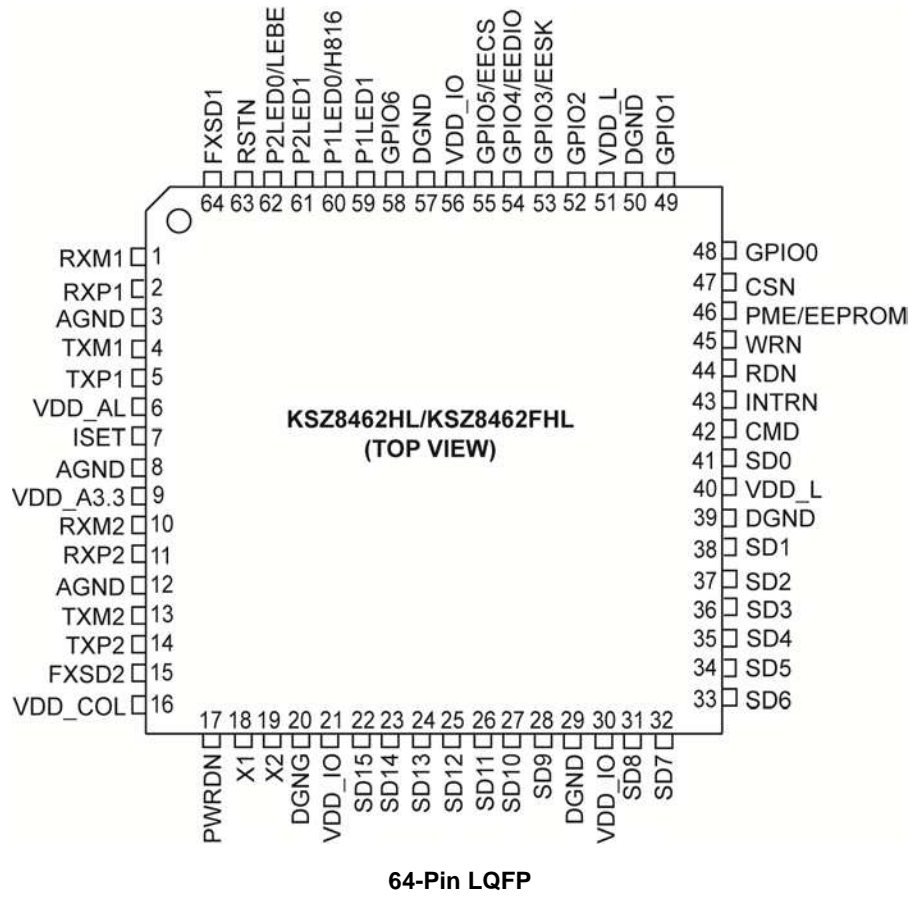 FXSD1
RSTN
P2LED0/LEBE
P2LED1
P1LED0/H816
P1LED1
GPIO6
DGND
VDD_IO
GPIO5/EECS
GPIO4/EEDIO
GPIO3/EESK
GPIO2
VDD_L
DGND
GPIO1
64 63 62 61 60 59 58 57 56 55 54 53 52 51 50 49
RXM1 1
RXP1 2
AGND 3
TXM1 4
TXP1 5
VDD_AL 6
ISET 7
AGND 8
VDD_A3.3 9
RXM2 10
RXP2 11
AGND 12
TXM2 13
TXP2 14
FXSD2 15
VDD_COL 16
KSZ8462HL/KSZ8462FHL
(TOP VIEW)
48 GPIO0
47 CSN
46 PME/EEPROM
45 WRN
44 RDN
43 INTRN
42 CMD
41 SD0
40 VDD_L
39 DGND
38 SD1
37 SD2
36 SD3
35 SD4
34 SD5
33 SD6
17 18 19 20 21 22 23 24 25 26 27 28 29 30 31 32
PWRDN
X1
X2
DGNG
VDD_IO
SD15
SD14
SD13
SD12
SD11
SD10
SD9
DGND
VDD_IO
SD8
SD7
64-Pin LQFP